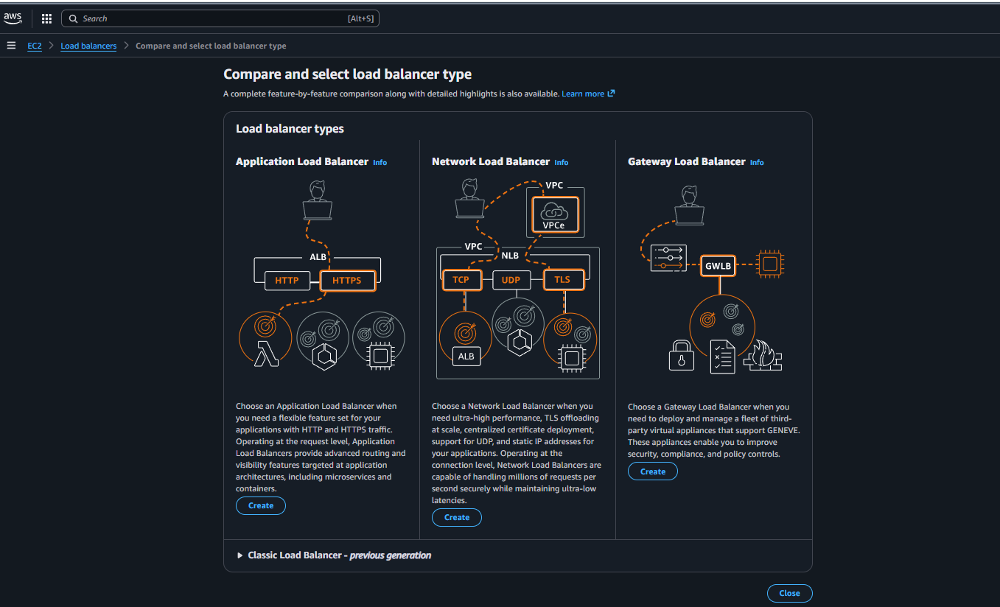 aws
Search [Alt+S]
EC2 > Load balancers > Compare and select load balancer type
Compare and select load balancer type
A complete feature-by-feature comparison along with detailed highlights is also available. Learn more
Load balancer types
Application Load Balancer Info
ALB
HTTP
HTTPS
Choose an Application Load Balancer when
you need a flexible feature set for your
applications with HTTP and HTTPS traffic.
Operating at the request level, Application
Load Balancers provide advanced routing and
visibility features targeted at application
architectures, including microservices and
containers.
Create
Network Load Balancer Info
VPC
VPCe
VPC
NLB
TCP
UDP
TLS
ALB
Choose a Network Load Balancer when you
need ultra-high performance, TLS offloading
at scale, centralized certificate deployment,
support for UDP, and static IP addresses for
your applications. Operating at the
connection level, Network Load Balancers are
capable of handling millions of requests per
second securely while maintaining ultra-low
latencies.
Create
Gateway Load Balancer Info
GWLB
Choose a Gateway Load Balancer when you
need to deploy and manage a fleet of third-
party virtual appliances that support GENEVE.
These appliances enable you to improve
security, compliance, and policy controls.
Create
Classic Load Balancer - previous generation
Close